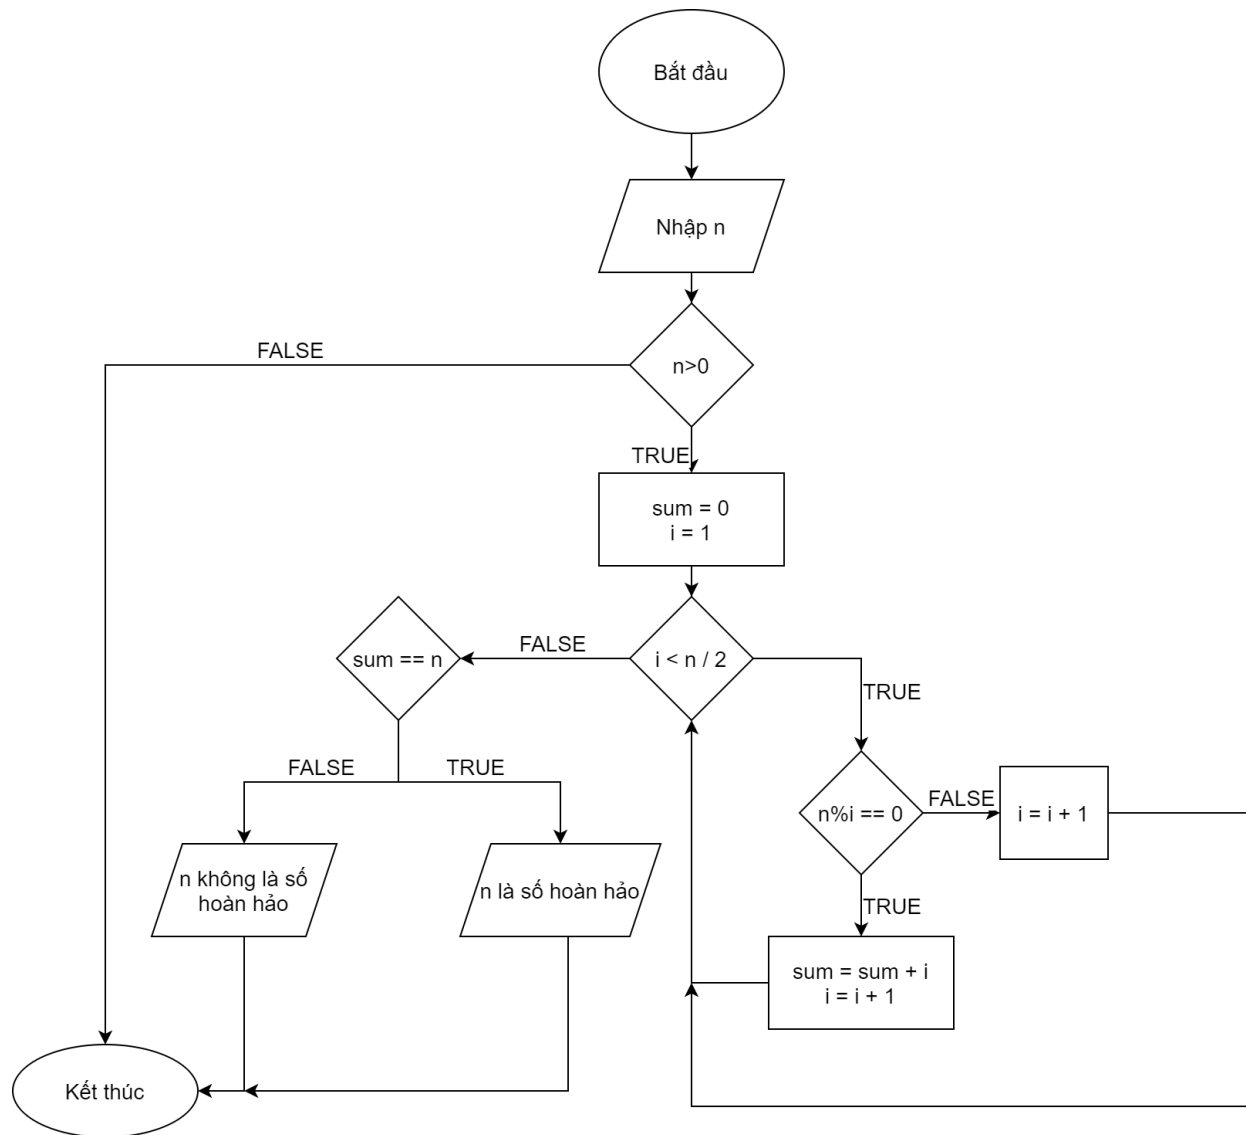 Bắt đầu
Nhập n
n>0
FALSE
TRUE
sum = 0
i = 1
i < n / 2
FALSE
sum == n
TRUE
FALSE
TRUE
n%i == 0
FALSE
i = i + 1
n không là số
hoàn hảo
n là số hoàn hảo
TRUE
sum = sum + i
i = i + 1
Kết thúc